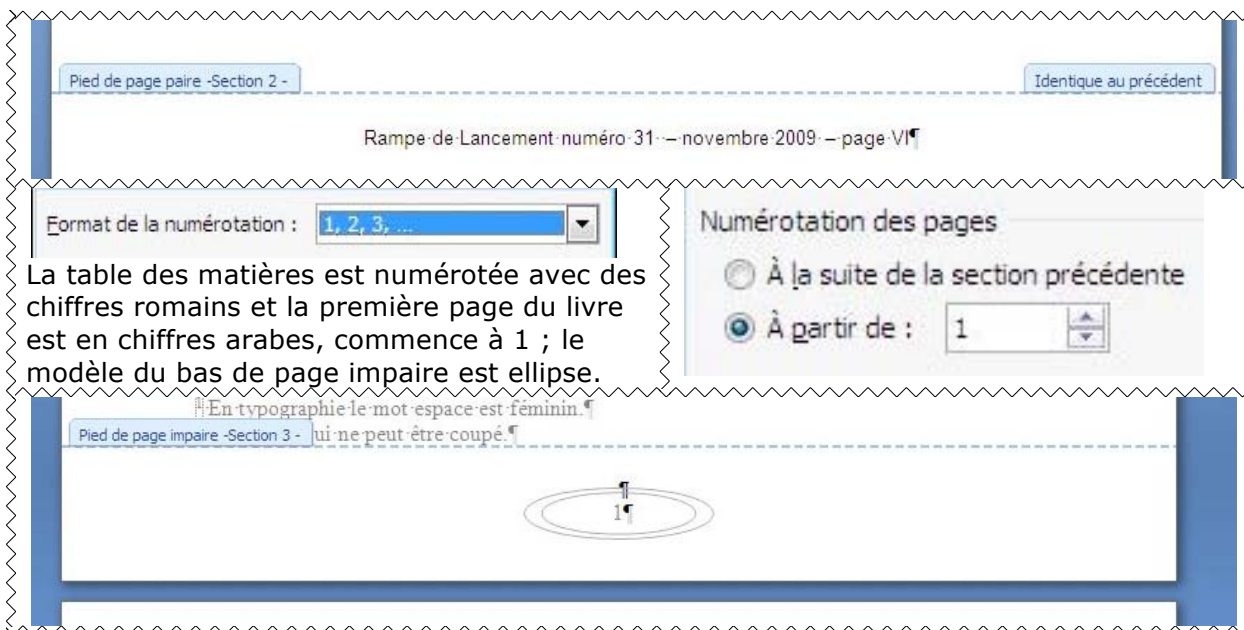 Pied de page paire -Section 2 -
Identique au précédent
Rampe·de·Lancement·numéro·31·–·novembre·2009·–·page·VI¶
Format de la numérotation : 1, 2, 3, ...
La table des matières est numérotée avec des
chiffres romains et la première page du livre
est en chiffres arabes, commence à 1 ; le
modèle du bas de page impaire est ellipse.
Numérotation des pages
À la suite de la section précédente
À partir de : 1
En·typographie·le·mot·espace·est·féminin.¶
Pied de page impaire -Section 3 -
ui·ne·peut·être·coupé.¶
¶
1¶